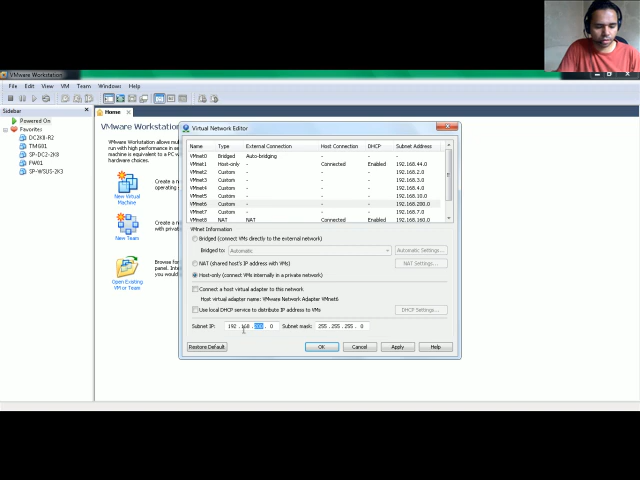 VMware Workstation
File Edit View VM Team Windows Help
Sidebar
Powered On
Favorites
DC2K8-R2
TMG01
SP-DC2-2K8
FW01
SP-WSUS-2K3
Home
VMware Workstation
VMware Workstation allows mul
New Virtual Machine
New Team
Open Existing VM or Team
Virtual Network Editor
Name Type External Connection Host Connection DHCP Subnet Address
VMnet0 Bridged Auto-bridging - - -
VMnet1 Host-only - Connected Enabled 192.168.44.0
VMnet2 Custom - - - 192.168.2.0
VMnet3 Custom - - - 192.168.3.0
VMnet4 Custom - - - 192.168.4.0
VMnet5 Custom - - - 192.168.10.0
VMnet6 Custom - - - 192.168.200.0
VMnet7 Custom - - - 192.168.7.0
VMnet8 NAT NAT Connected Enabled 192.168.160.0
VMnet Information
Bridged (connect VMs directly to the external network)
Bridged to: Automatic Automatic Settings...
NAT (shared host's IP address with VMs) NAT Settings...
Host-only (connect VMs internally in a private network)
Connect a host virtual adapter to this network
Host virtual adapter name: VMware Network Adapter VMnet6
Use local DHCP service to distribute IP address to VMs DHCP Settings...
Subnet IP: 192 . 168 . 200 . 0 Subnet mask: 255 . 255 . 255 . 0
Restore Default OK Cancel Apply Help